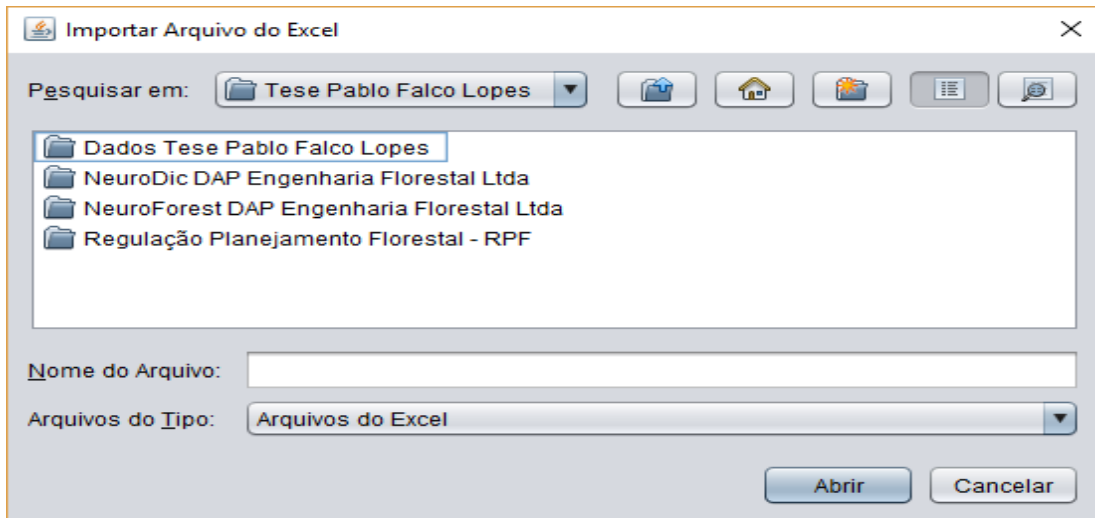 Importar Arquivo do Excel
Pesquisar em: Tese Pablo Falco Lopes
Dados Tese Pablo Falco Lopes
NeuroDic DAP Engenharia Florestal Ltda
NeuroForest DAP Engenharia Florestal Ltda
Regulação Planejamento Florestal - RPF
Nome do Arquivo:
Arquivos do Tipo: Arquivos do Excel
Abrir Cancelar